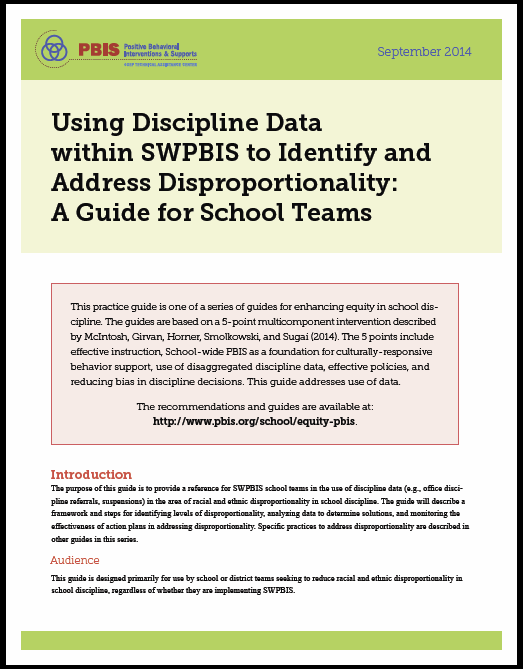 PBIS Positive Behavioral
Interventions & Supports
OSEP TECHNICAL ASSISTANCE CENTER
September 2014
Using Discipline Data
within SWPBIS to Identify and
Address Disproportionality:
A Guide for School Teams
This practice guide is one of a series of guides for enhancing equity in school dis-
cipline. The guides are based on a 5-point multicomponent intervention described
by McIntosh, Girvan, Horner, Smolkowski, and Sugai (2014). The 5 points include
effective instruction, School-wide PBIS as a foundation for culturally-responsive
behavior support, use of disaggregated discipline data, effective policies, and
reducing bias in discipline decisions. This guide addresses use of data.
The recommendations and guides are available at:
http://www.pbis.org/school/equity-pbis.
Introduction
The purpose of this guide is to provide a reference for SWPBIS school teams in the use of discipline data (e.g., office disci-
pline referrals, suspensions) in the area of racial and ethnic disproportionality in school discipline. The guide will describe a
framework and steps for identifying levels of disproportionality, analyzing data to determine solutions, and monitoring the
effectiveness of action plans in addressing disproportionality. Specific practices to address disproportionality are described in
other guides in this series.
Audience
This guide is designed primarily for use by school or district teams seeking to reduce racial and ethnic disproportionality in
school discipline, regardless of whether they are implementing SWPBIS.